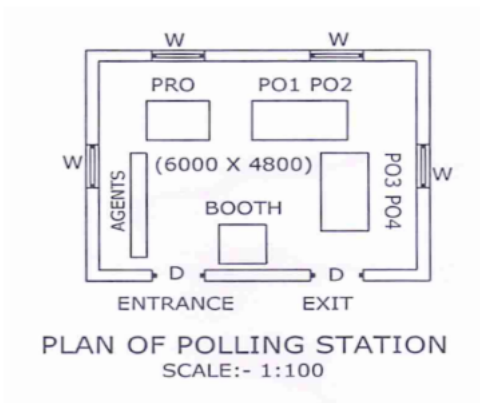 W W
PRO PO1 PO2
W (6000 X 4800) W
AGENTS
PO3 PO4
BOOTH
D D
ENTRANCE EXIT
PLAN OF POLLING STATION
SCALE:- 1:100